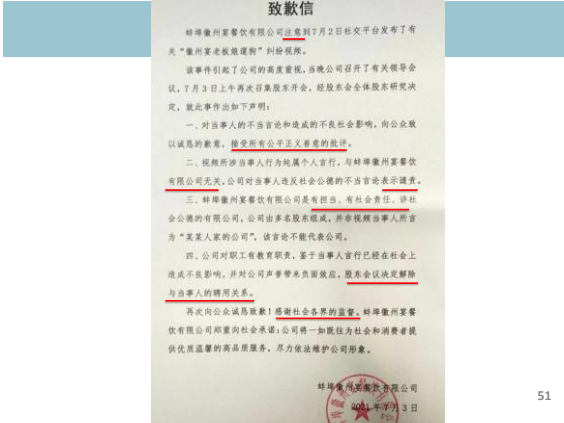 致歉信
蚌埠徽州宴餐饮有限公司注意到7月2日社交平台发布了有
关“徽州宴老板娘遛狗”纠纷视频。
该事件引起了公司的高度重视,当晚公司召开了有关领导会
议,7月3日上午再次召集股东开会,经股东会全体股东研究决
定,就此事作出如下声明:
一、对当事人的不当言论和造成的不良社会影响,向公众致
以诚恳的歉意,接受所有公平正义善意的批评。
二、视频所涉当事人行为纯属个人言行,与蚌埠徽州宴餐饮
有限公司无关,公司对当事人违反社会公德的不当言论表示谴责。
三、蚌埠徽州宴餐饮有限公司是有担当、有社会责任、讲社
会公德的有限公司,公司由多名股东组成,并非视频当事人所言
为“某某人家的公司”,该言论不能代表公司。
四、公司对职工有教育职责,鉴于当事人言行已经在社会上
造成不良影响,并对公司声誉带来负面效应,股东会议决定解除
与当事人的聘用关系。
再次向公众诚恳致歉!感谢社会各界的监督。蚌埠徽州宴餐
饮有限公司郑重向社会承诺:公司将一如既往为社会和消费者提
供优质温馨的高品质服务,尽力依法维护公司形象。
蚌埠徽州宴餐饮有限公司
2021年7月3日
51